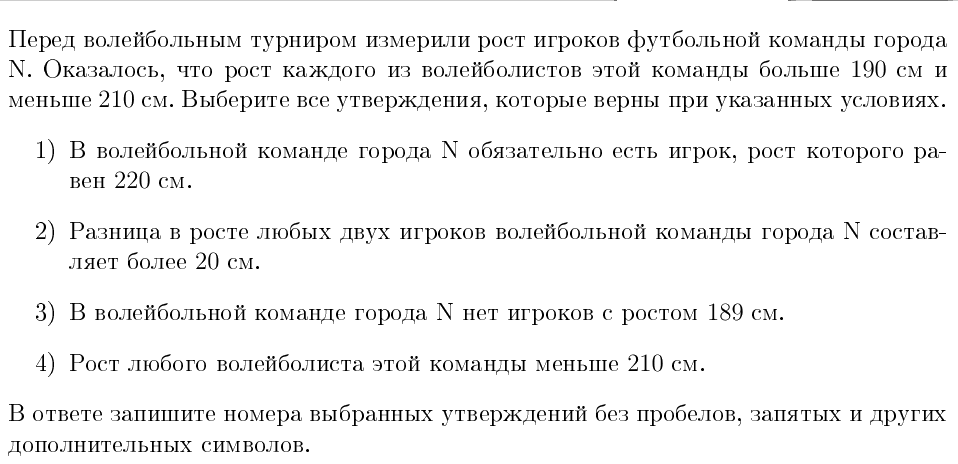 Перед волейбольным турниром измерили рост игроков футбольной команды города
N. Оказалось, что рост каждого из волейболистов этой команды больше 190 см и
меньше 210 см. Выберите все утверждения, которые верны при указанных условиях.
1) В волейбольной команде города N обязательно есть игрок, рост которого ра-
вен 220 см.
2) Разница в росте любых двух игроков волейбольной команды города N состав-
ляет более 20 см.
3) В волейбольной команде города N нет игроков с ростом 189 см.
4) Рост любого волейболиста этой команды меньше 210 см.
В ответе запишите номера выбранных утверждений без пробелов, запятых и других
дополнительных символов.